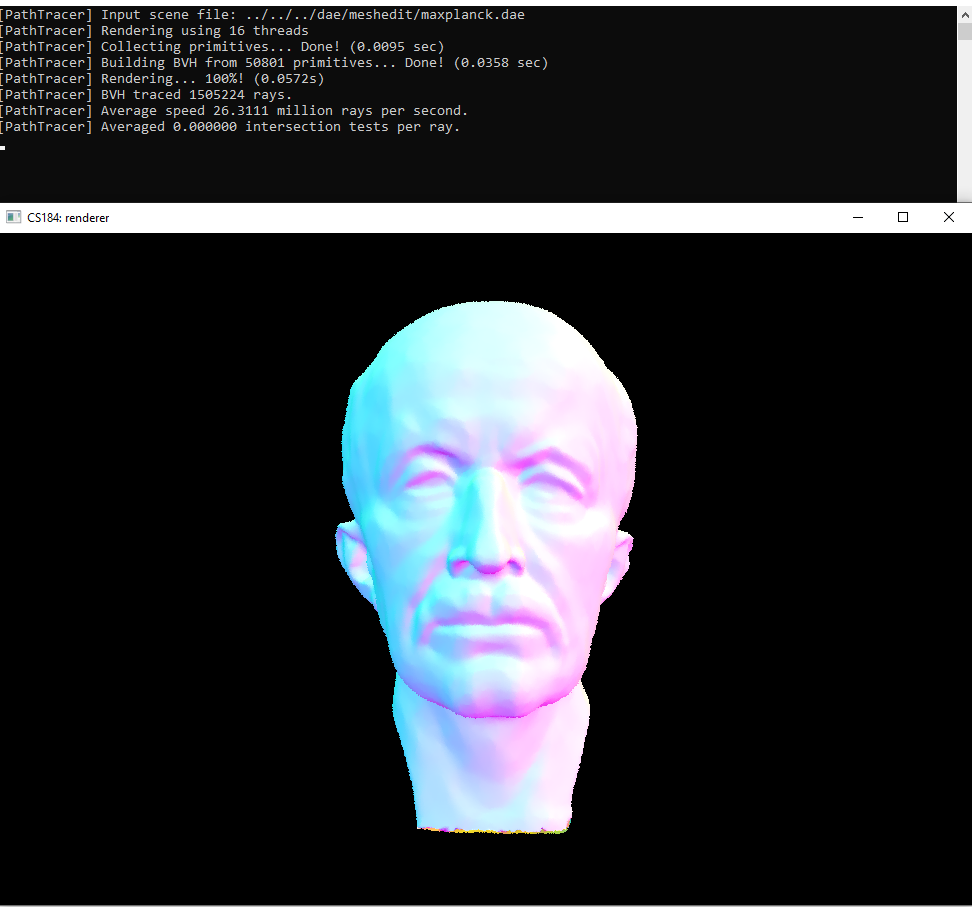 [PathTracer] Input scene file: ../../../dae/meshedit/maxplanck.dae
[PathTracer] Rendering using 16 threads
[PathTracer] Collecting primitives... Done! (0.0095 sec)
[PathTracer] Building BVH from 50801 primitives... Done! (0.0358 sec)
[PathTracer] Rendering... 100%! (0.0572s)
[PathTracer] BVH traced 1505224 rays.
[PathTracer] Average speed 26.3111 million rays per second.
[PathTracer] Averaged 0.000000 intersection tests per ray.
CS184: renderer